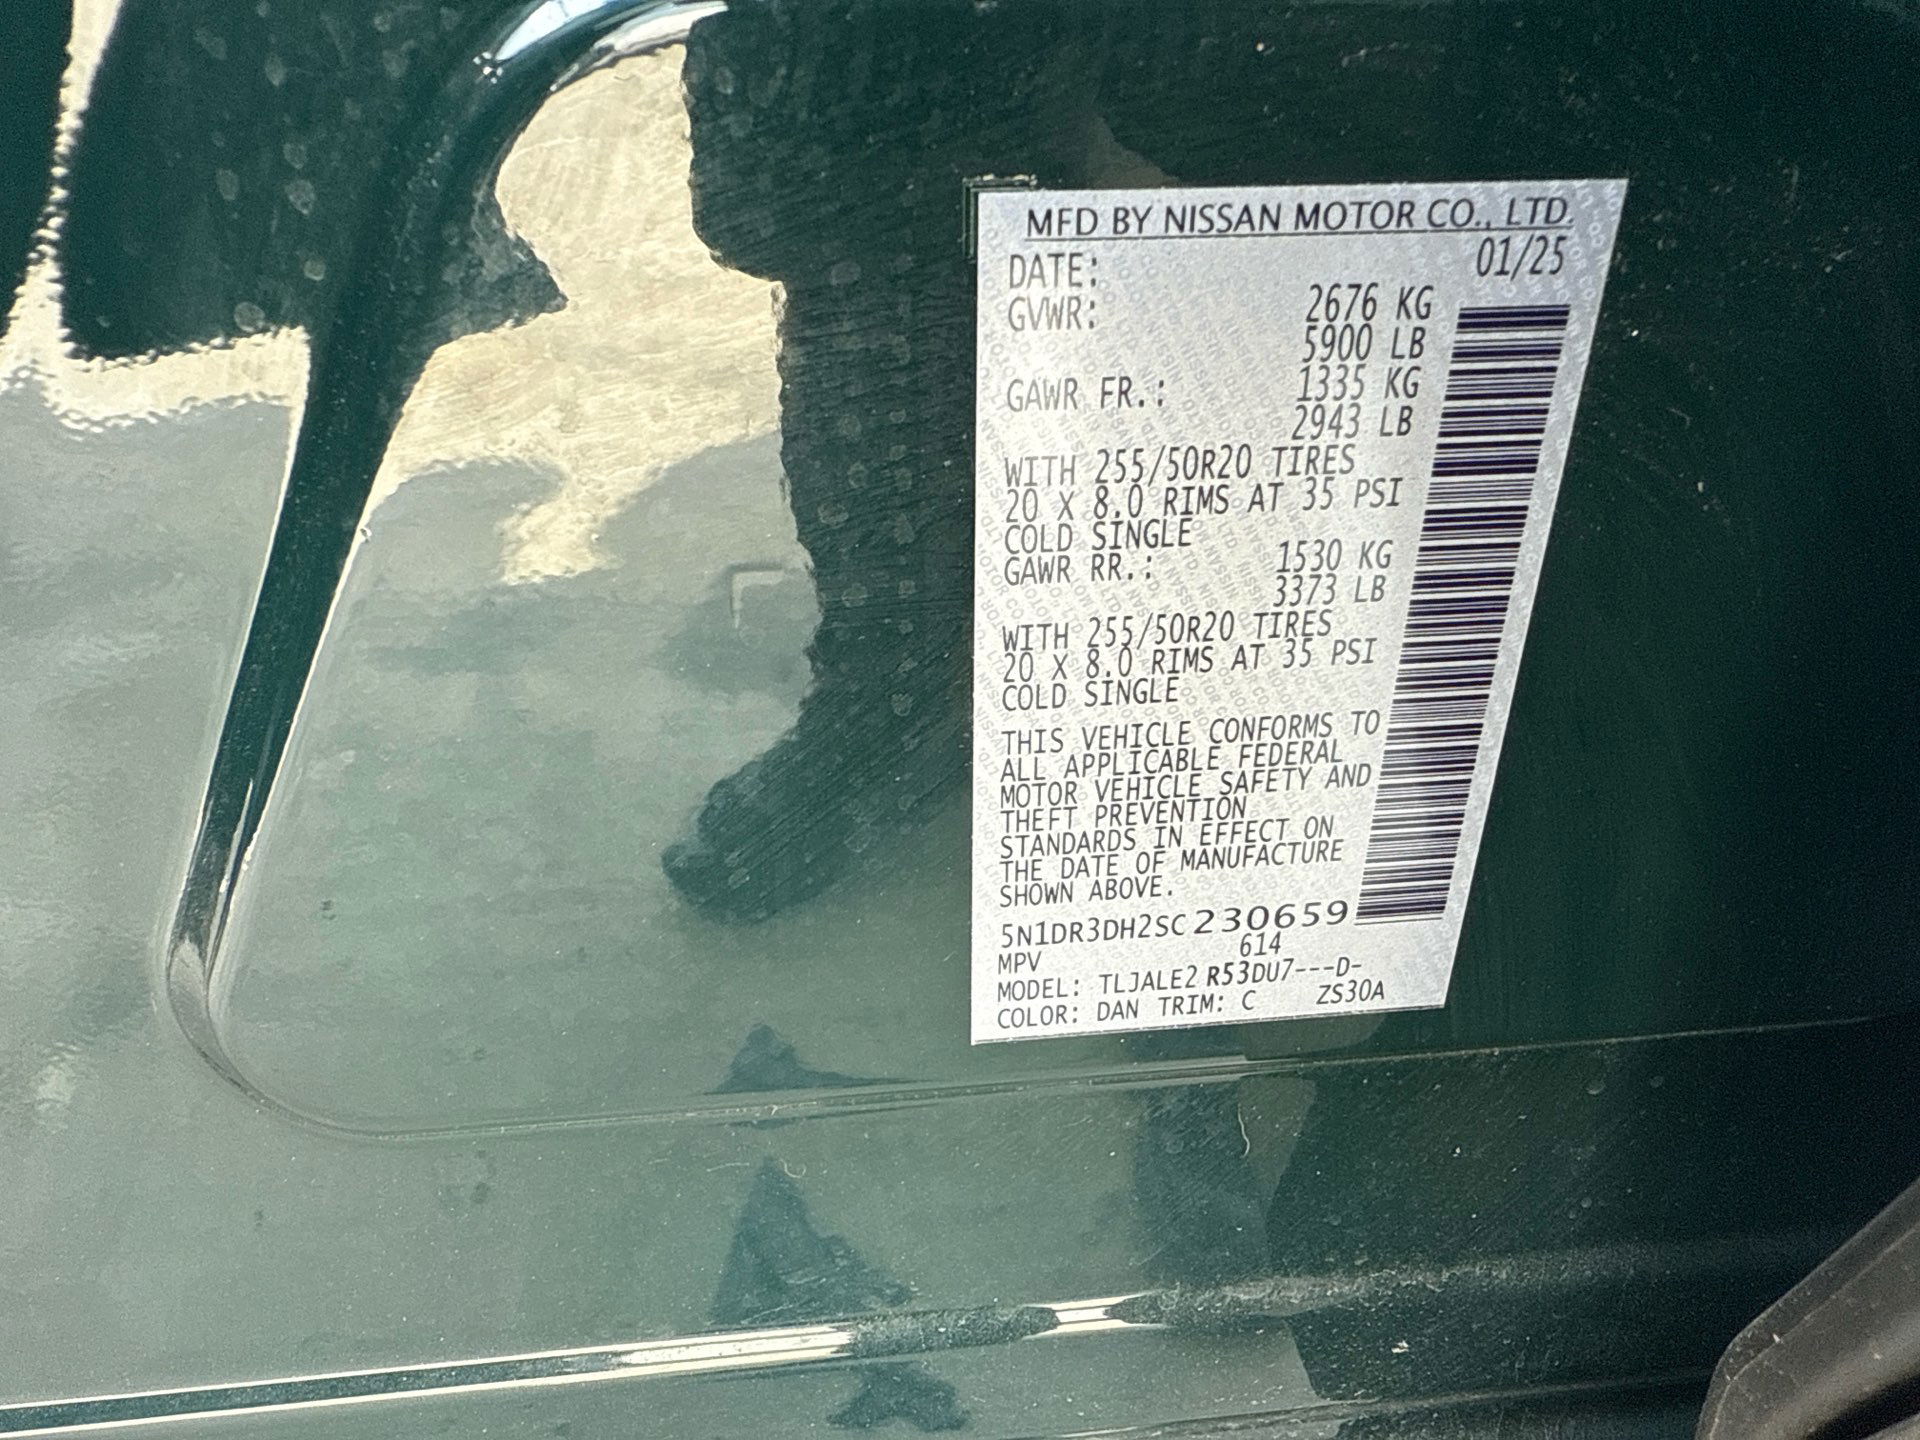 MFD BY NISSAN MOTOR CO., LTD.
DATE: 01/25
GVWR: 2676 KG
5900 LB
GAWR FR.: 1335 KG
2943 LB
WITH 255/50R20 TIRES
20 X 8.0 RIMS AT 35 PSI
COLD SINGLE
GAWR RR.: 1530 KG
3373 LB
WITH 255/50R20 TIRES
20 X 8.0 RIMS AT 35 PSI
COLD SINGLE
THIS VEHICLE CONFORMS TO
ALL APPLICABLE FEDERAL
MOTOR VEHICLE SAFETY AND
THEFT PREVENTION
STANDARDS IN EFFECT ON
THE DATE OF MANUFACTURE
SHOWN ABOVE.
5N1DR3DH2SC230659
MPV 614
MODEL: TLJALE2 R53DU7---D-
COLOR: DAN TRIM: C ZS30A